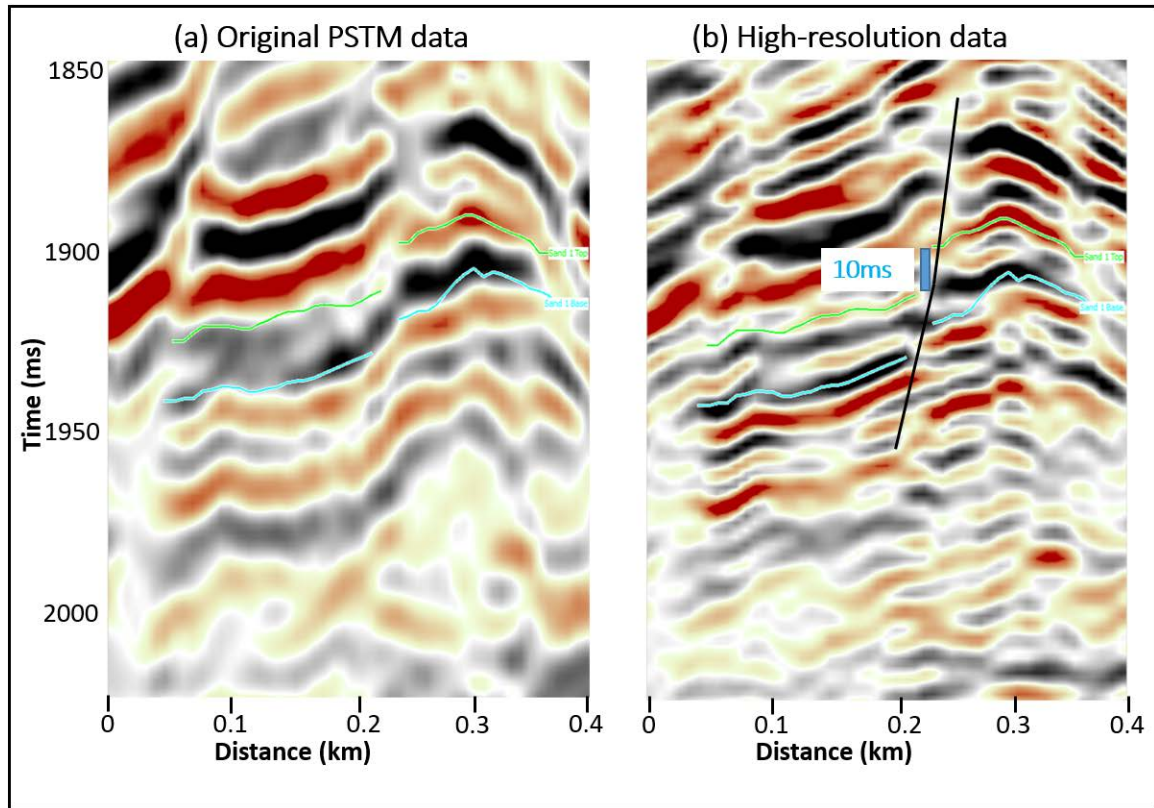 (a) Original PSTM data
(b) High-resolution data
Time (ms)
1850
1900
1950
2000
Sand 1 Top
Sand 1 Base
10ms
Sand 1 Top
Sand 1 Base
0 0.1 0.2 0.3 0.4
Distance (km)
0 0.1 0.2 0.3 0.4
Distance (km)